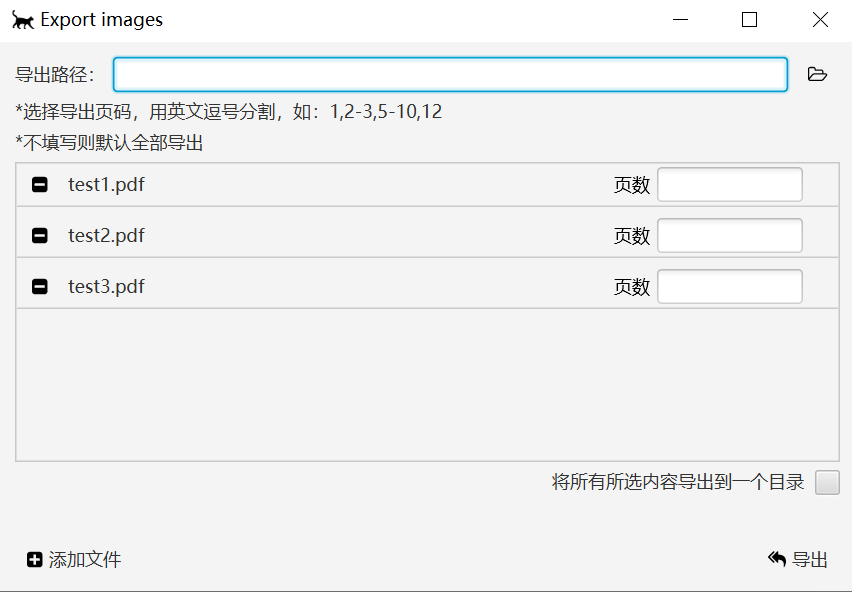 Export images
导出路径：
*选择导出页码，用英文逗号分割，如：1,2-3,5-10,12
*不填写则默认全部导出
test1.pdf 页数
test2.pdf 页数
test3.pdf 页数
将所有所选内容导出到一个目录
添加文件 导出